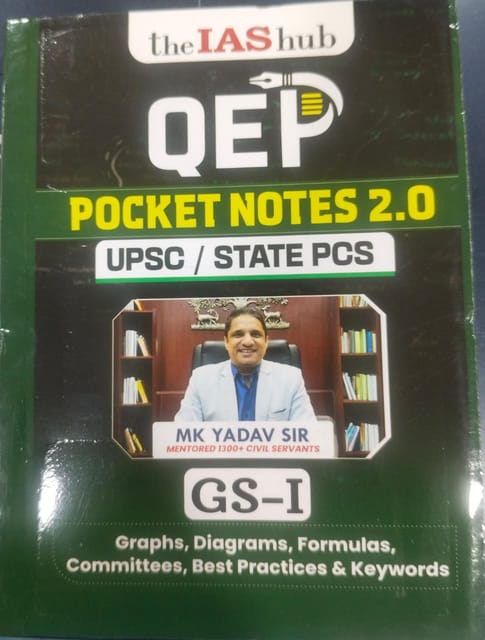 the IAS hub
QEP
POCKET NOTES 2.0
UPSC / STATE PCS
MK YADAV SIR
MENTORED 1300+ CIVIL SERVANTS
GS-I
Graphs, Diagrams, Formulas,
Committees, Best Practices & Keywords